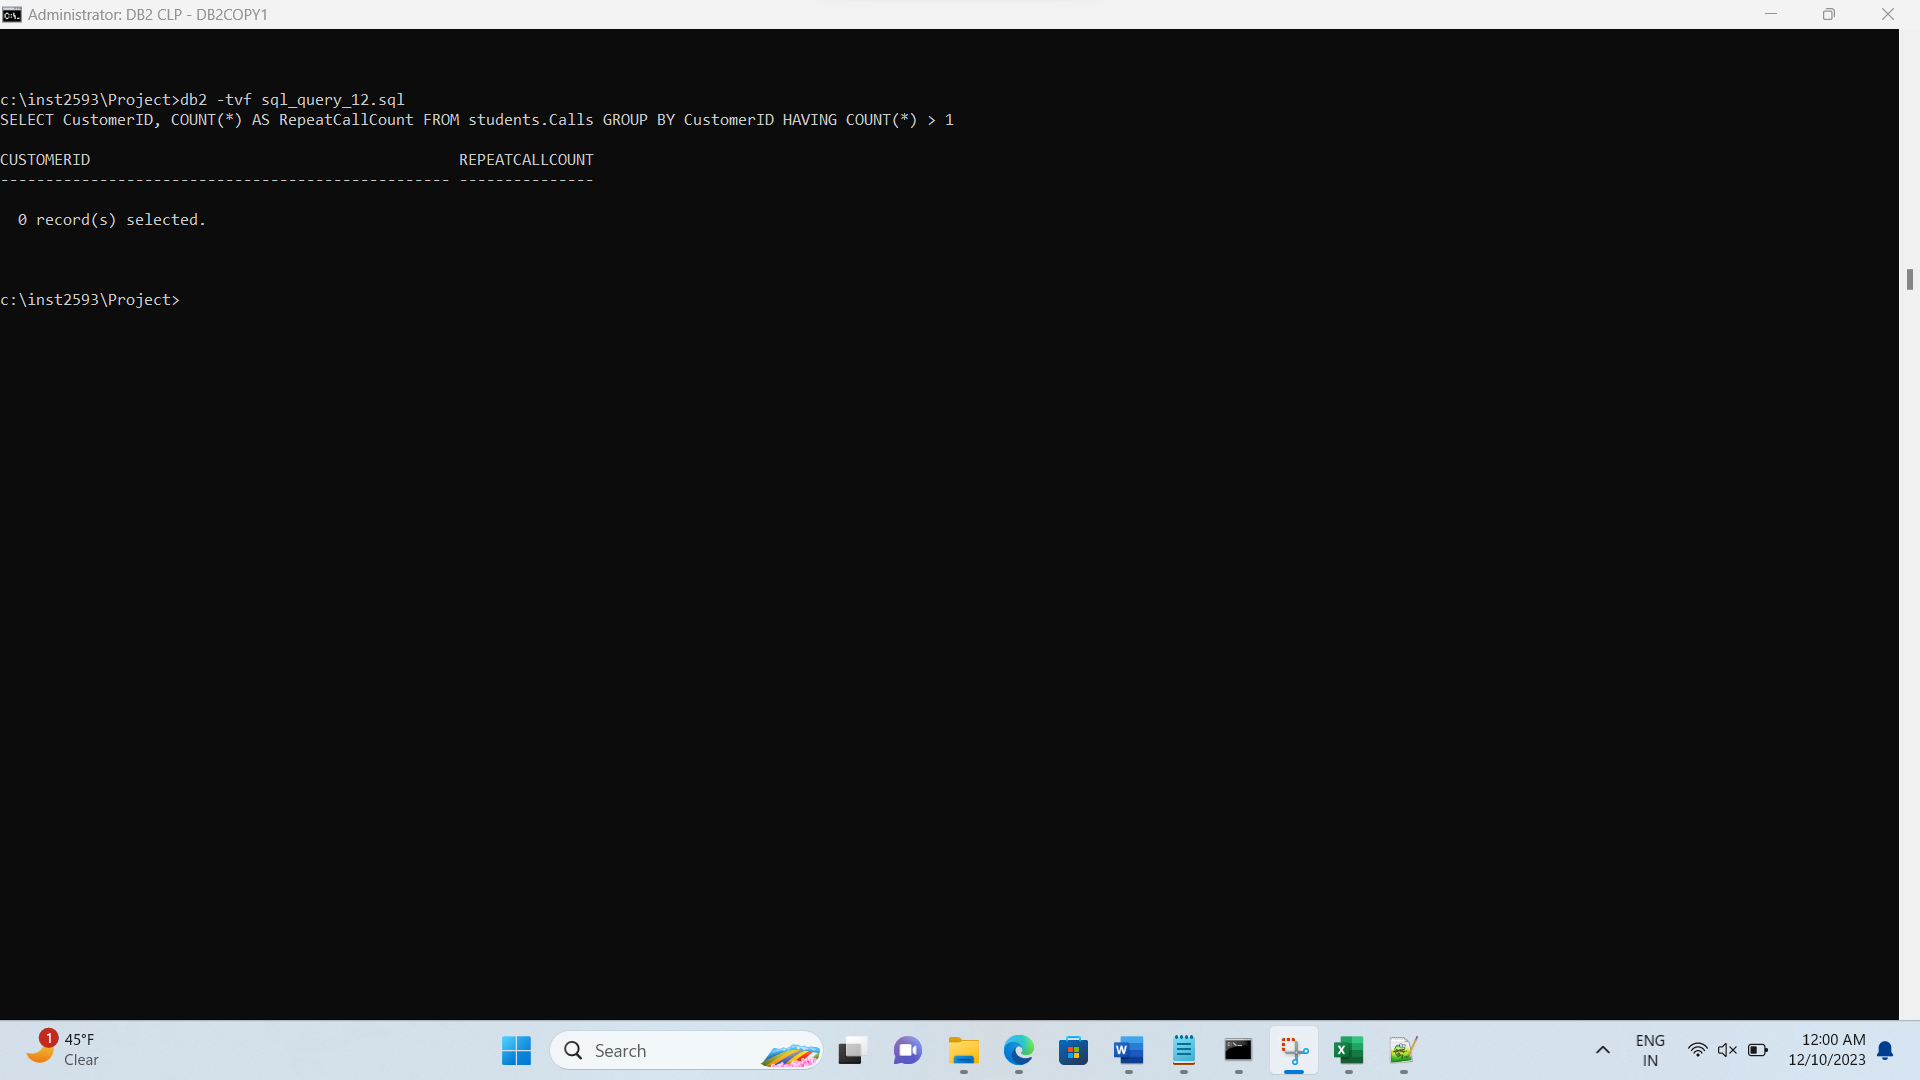 Administrator: DB2 CLP - DB2COPY1
c:\inst2593\Project>db2 -tvf sql_query_12.sql
SELECT CustomerID, COUNT(*) AS RepeatCallCount FROM students.Calls GROUP BY CustomerID HAVING COUNT(*) > 1
CUSTOMERID REPEATCALLCOUNT
-------------------------------------------------- ---------------
0 record(s) selected.
c:\inst2593\Project>
1
45°F
Clear
Search
ENG
IN
12:00 AM
12/10/2023